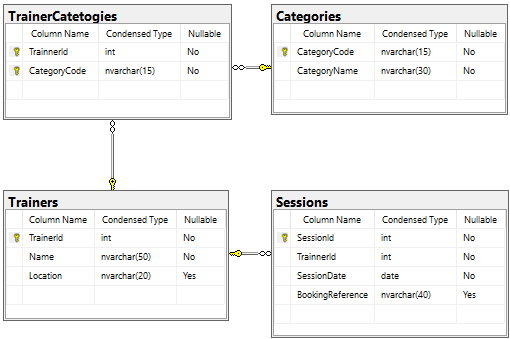 TrainerCatetogies
Column Name Condensed Type Nullable
TrainnerId int No
CategoryCode nvarchar(15) No
Categories
Column Name Condensed Type Nullable
CategoryCode nvarchar(15) No
CategoryName nvarchar(30) No
Trainers
Column Name Condensed Type Nullable
TrainerId int No
Name nvarchar(50) No
Location nvarchar(20) Yes
Sessions
Column Name Condensed Type Nullable
SessionId int No
TrainnerId int No
SessionDate date No
BookingReference nvarchar(40) Yes